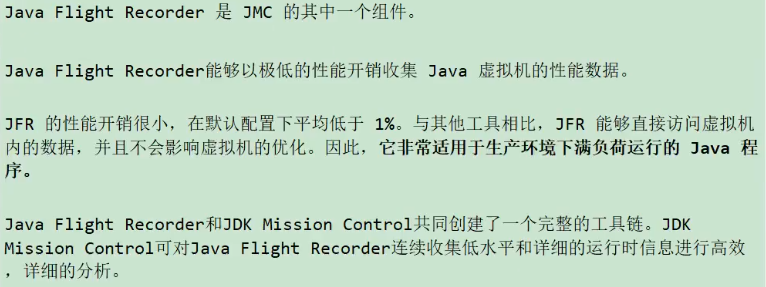 Java Flight Recorder 是 JMC 的其中一个组件。
Java Flight Recorder能够以极低的性能开销收集 Java 虚拟机的性能数据。
JFR 的性能开销很小，在默认配置下平均低于 1%。与其他工具相比，JFR 能够直接访问虚拟机
内的数据，并且不会影响虚拟机的优化。因此，它非常适用于生产环境下满负荷运行的 Java 程
序。
Java Flight Recorder和JDK Mission Control共同创建了一个完整的工具链。JDK
Mission Control可对Java Flight Recorder连续收集低水平和详细的运行时信息进行高效
，详细的分析。